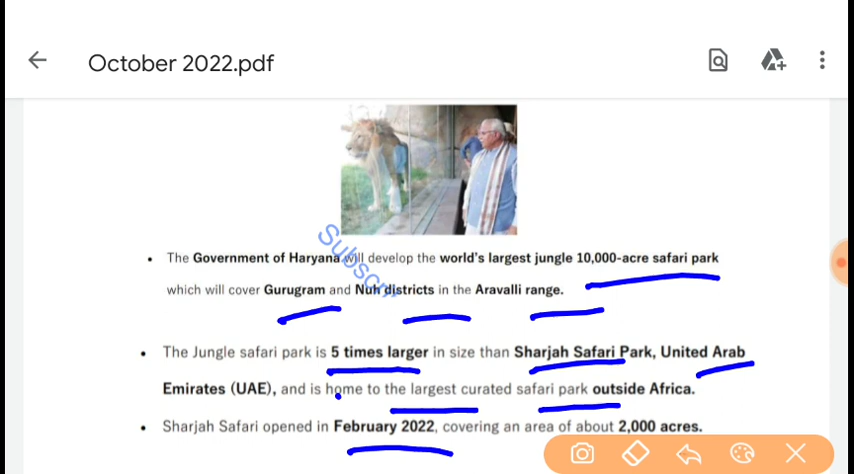 October 2022.pdf
Subscri
• The Government of Haryana will develop the world's largest jungle 10,000-acre safari park
which will cover Gurugram and Nuh districts in the Aravalli range.
• The Jungle safari park is 5 times larger in size than Sharjah Safari Park, United Arab
Emirates (UAE), and is home to the largest curated safari park outside Africa.
• Sharjah Safari opened in February 2022, covering an area of about 2,000 acres.